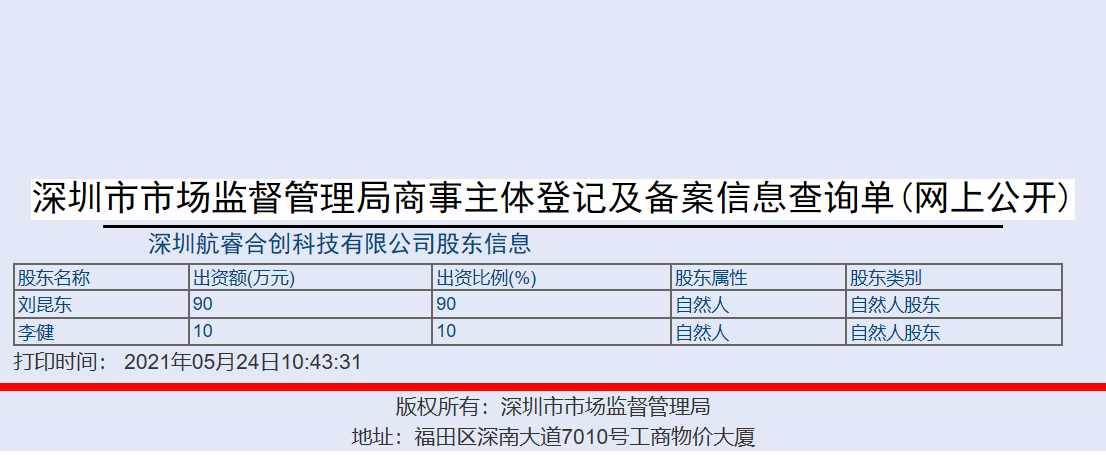 深圳市市场监督管理局商事主体登记及备案信息查询单(网上公开)
深圳航睿合创科技有限公司股东信息
股东名称 出资额(万元) 出资比例(%) 股东属性 股东类别
刘昆东 90 90 自然人 自然人股东
李健 10 10 自然人 自然人股东
打印时间： 2021年05月24日10:43:31
版权所有：深圳市市场监督管理局
地址：福田区深南大道7010号工商物价大厦